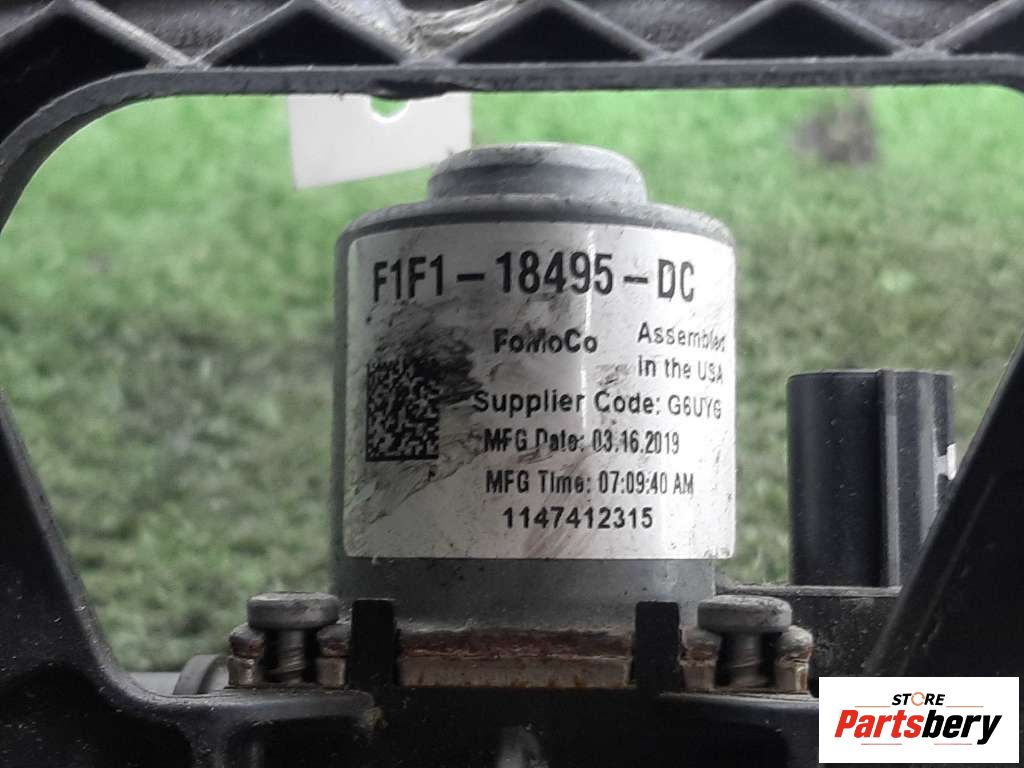 F1F1-18495-DC
FoMoCo
Assembled
in the USA
Supplier Code: G6UYG
MFG Date: 03.16.2019
MFG Time: 07:09:40 AM
1147412315
STORE
Partsbery